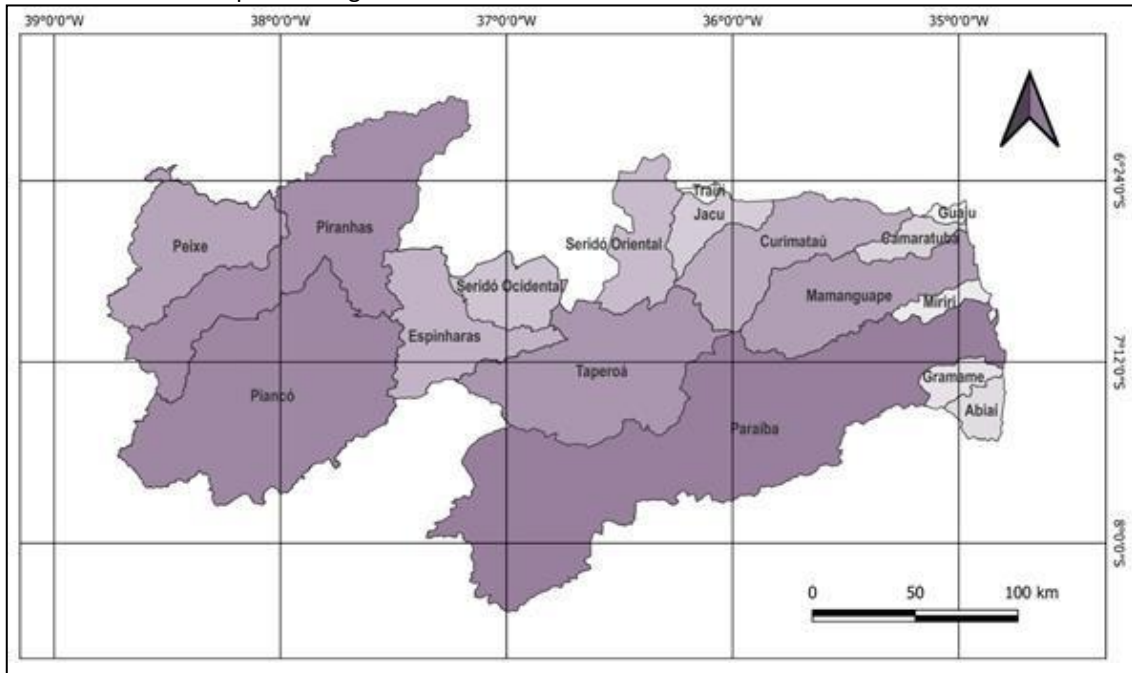 39°0'0"W 38°0'0"W 37°0'0"W 36°0'0"W 35°0'0"W
6°24'0"S
Trairi
Guaju
Jacu
Piranhas
Camaratuba
Peixe
Seridó Oriental
Curimataú
Seridó Ocidental
Mamanguape
Miriri
Espinharas
7°12'0"S
Taperoá
Gramame
Piancó
Abiaí
Paraíba
8°0'0"S
0 50 100 km